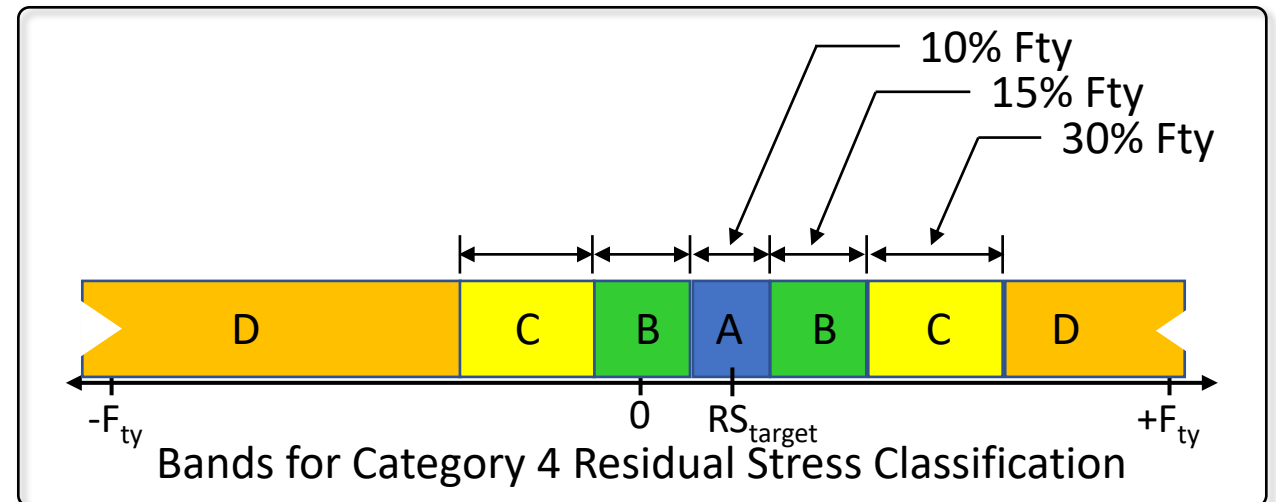 10% Fty
15% Fty
30% Fty
D C B A B C D
-Fty 0 RStarget +Fty
Bands for Category 4 Residual Stress Classification